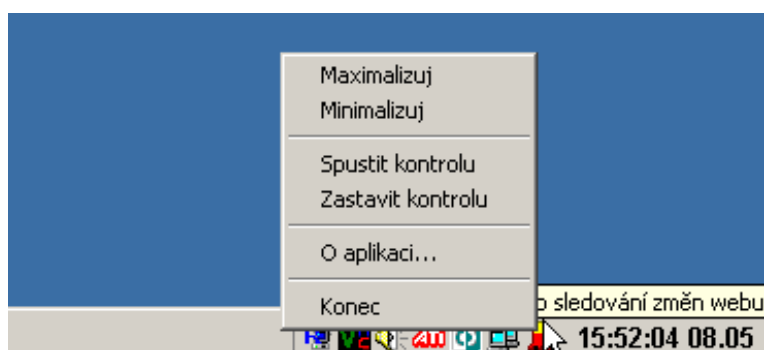 Maximalizuj
Minimalizuj
Spustit kontrolu
Zastavit kontrolu
O aplikaci...
Konec
sledování změn webu
15:52:04 08.05